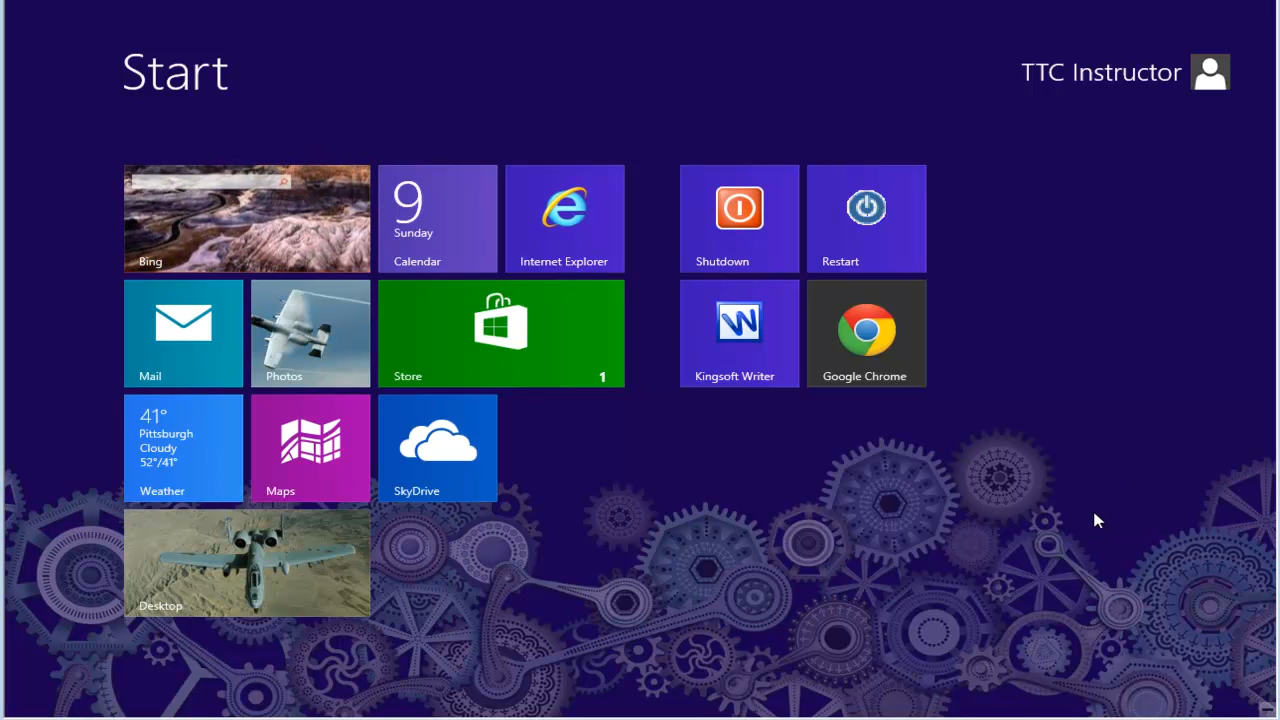 Start
TTC Instructor
Bing
9
Sunday
Calendar
Internet Explorer
Shutdown
Restart
Mail
Photos
Store
1
Kingsoft Writer
Google Chrome
41°
Pittsburgh
Cloudy
52°/41°
Weather
Maps
SkyDrive
Desktop